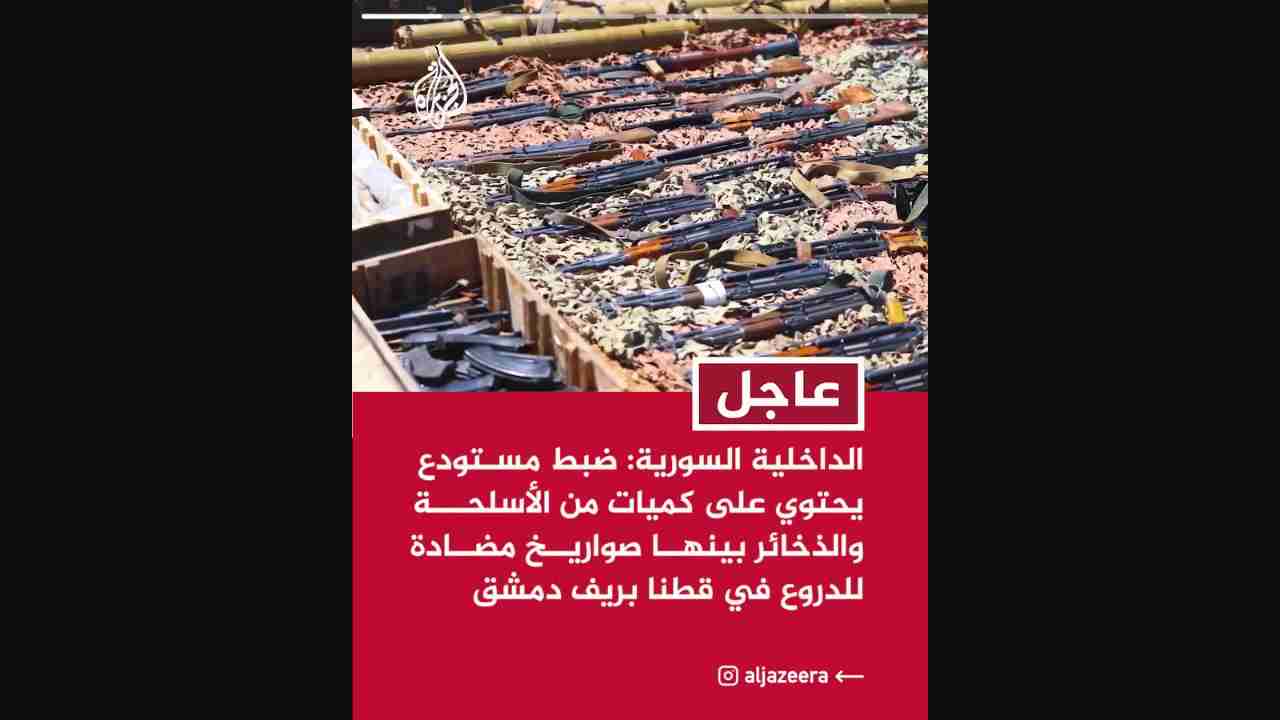 عاجل
الداخلية السورية: ضبط مستودع
يحتوي على كميات من الأسلحة
والذخائر بينها صواريخ مضادة
للدروع في قطنا بريف دمشق
aljazeera